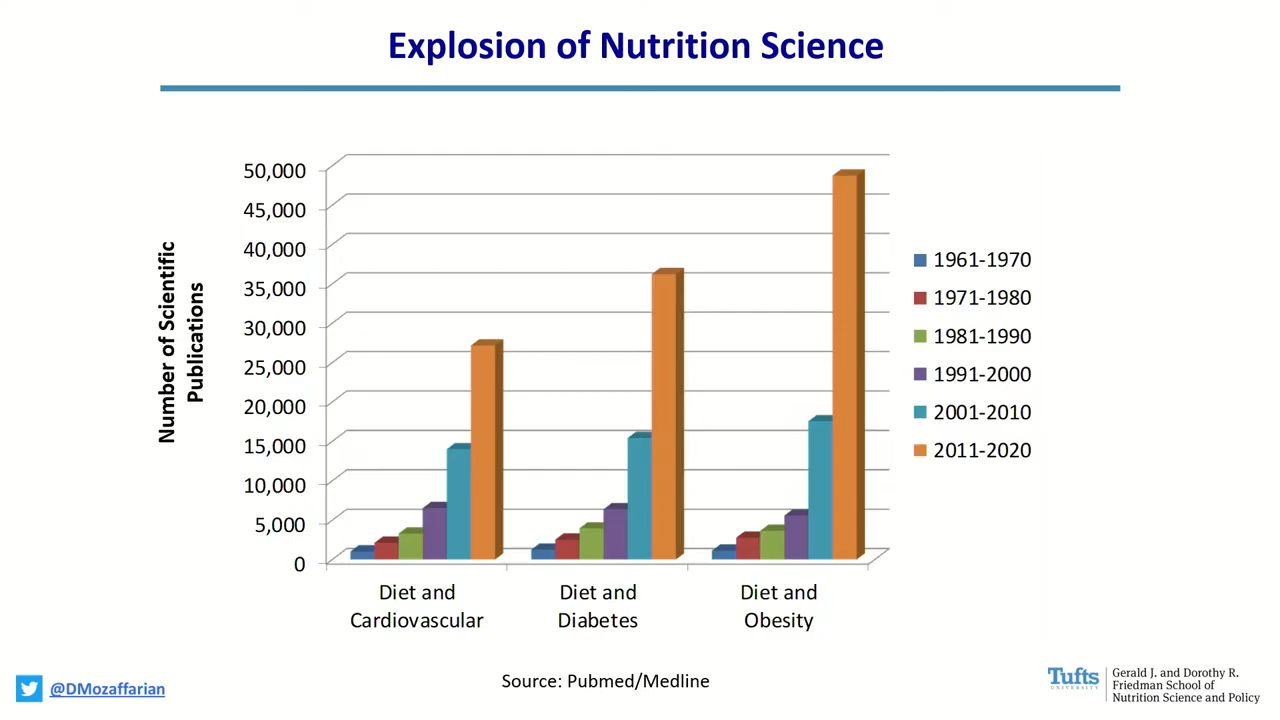 Explosion of Nutrition Science
Number of Scientific
Publications
50,000
45,000
40,000
35,000
30,000
25,000
20,000
15,000
10,000
5,000
0
Diet and
Cardiovascular
Diet and
Diabetes
Diet and
Obesity
1961-1970
1971-1980
1981-1990
1991-2000
2001-2010
2011-2020
@DMozaffarian
Source: Pubmed/Medline
Tufts
UNIVERSITY
Gerald J. and Dorothy R.
Friedman School of
Nutrition Science and Policy